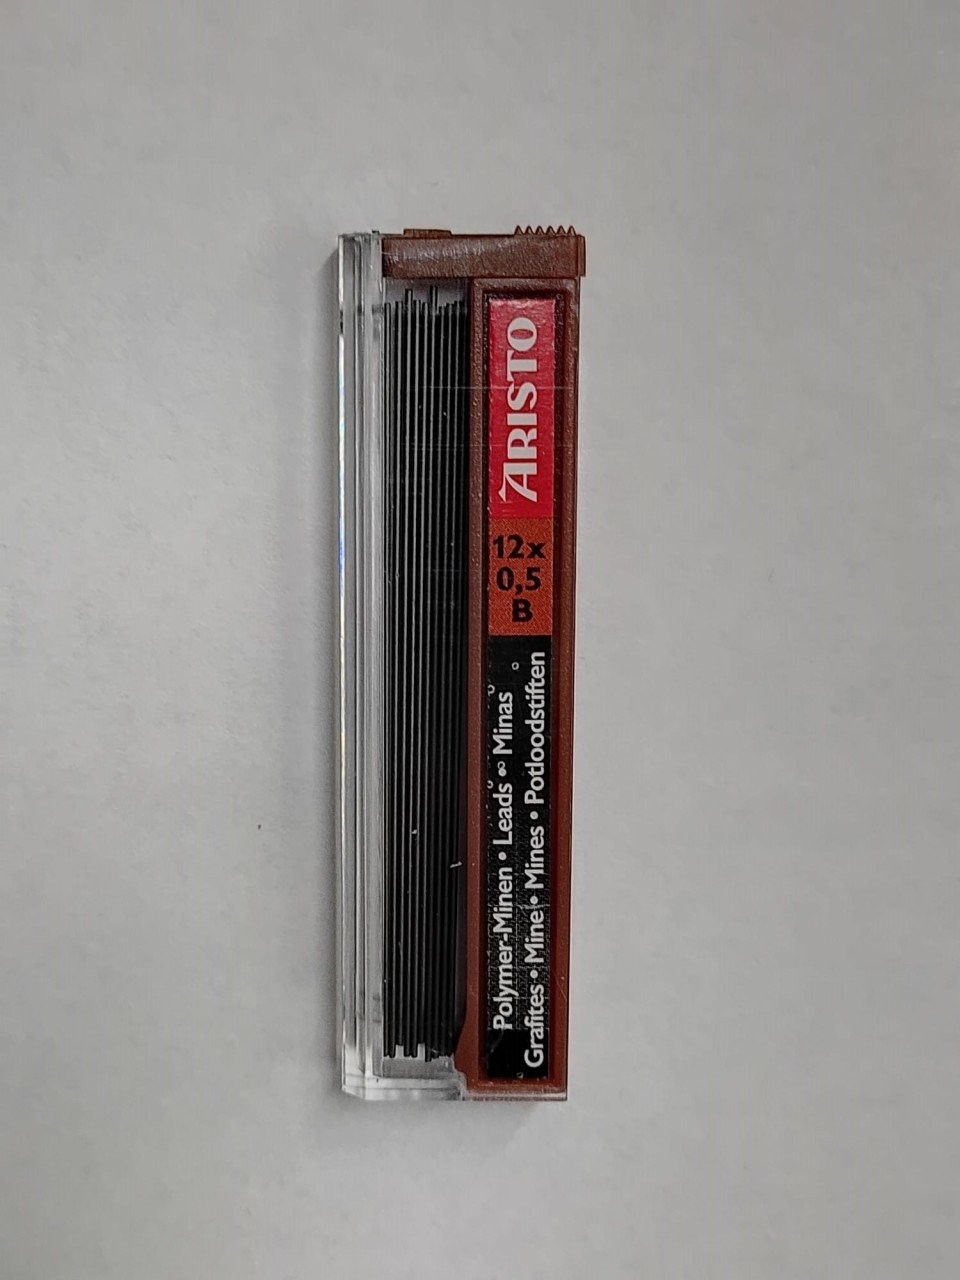 ARISTO
12x
0,5
B
Polymer-Minen • Leads • Minas
Grafites • Mine • Mines • Potloodstiften